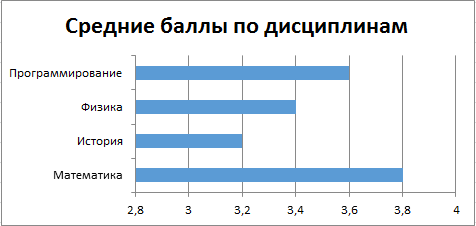 Средние баллы по дисциплинам
Программирование
Физика
История
Математика
2,8 3 3,2 3,4 3,6 3,8 4